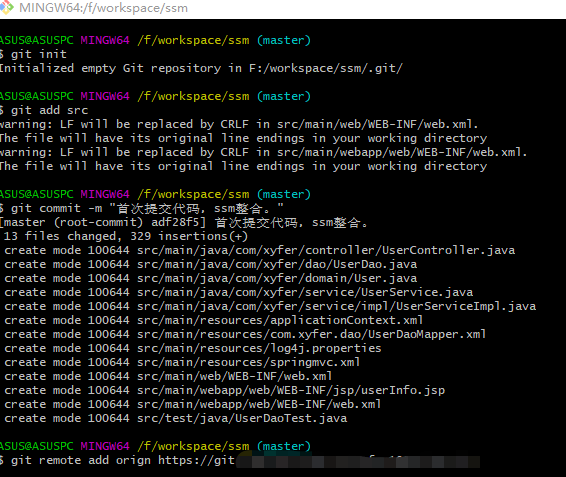 MINGW64:/f/workspace/ssm
ASUS@ASUSPC MINGW64 /f/workspace/ssm (master)
$ git init
Initialized empty Git repository in F:/workspace/ssm/.git/
ASUS@ASUSPC MINGW64 /f/workspace/ssm (master)
$ git add src
warning: LF will be replaced by CRLF in src/main/web/WEB-INF/web.xml.
The file will have its original line endings in your working directory
warning: LF will be replaced by CRLF in src/main/webapp/web/WEB-INF/web.xml.
The file will have its original line endings in your working directory
ASUS@ASUSPC MINGW64 /f/workspace/ssm (master)
$ git commit -m "首次提交代码，ssm整合。"
[master (root-commit) adf28f5] 首次提交代码，ssm整合。
13 files changed, 329 insertions(+)
create mode 100644 src/main/java/com/xyfer/controller/UserController.java
create mode 100644 src/main/java/com/xyfer/dao/UserDao.java
create mode 100644 src/main/java/com/xyfer/domain/User.java
create mode 100644 src/main/java/com/xyfer/service/UserService.java
create mode 100644 src/main/java/com/xyfer/service/impl/UserServiceImpl.java
create mode 100644 src/main/resources/applicationContext.xml
create mode 100644 src/main/resources/com.xyfer.dao/UserDaoMapper.xml
create mode 100644 src/main/resources/log4j.properties
create mode 100644 src/main/resources/springmvc.xml
create mode 100644 src/main/web/WEB-INF/web.xml
create mode 100644 src/main/webapp/web/WEB-INF/jsp/userInfo.jsp
create mode 100644 src/main/webapp/web/WEB-INF/web.xml
create mode 100644 src/test/java/UserDaoTest.java
ASUS@ASUSPC MINGW64 /f/workspace/ssm (master)
$ git remote add orign https://git